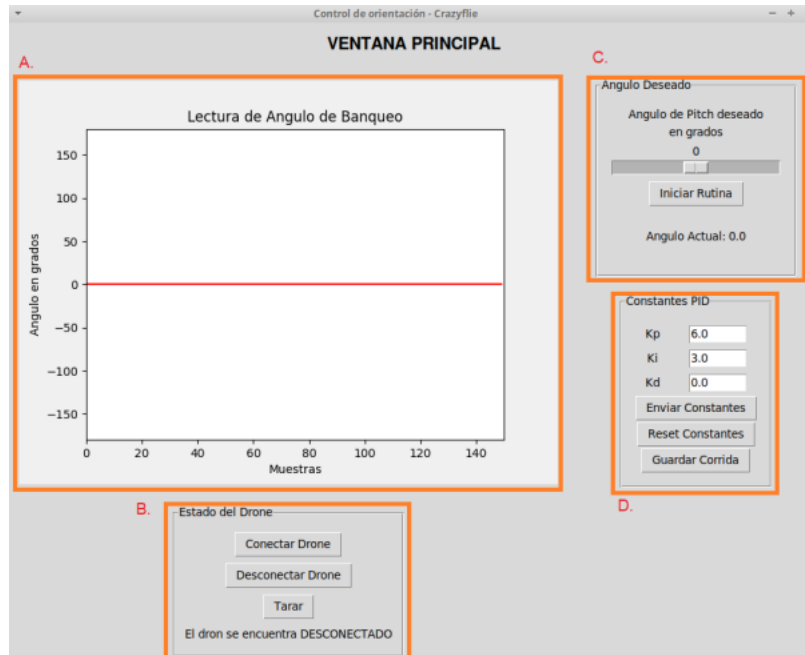 Control de orientación - Crazyflie
VENTANA PRINCIPAL
A.
Lectura de Angulo de Banqueo
150
100
50
0
−50
−100
−150
Angulo en grados
0 20 40 60 80 100 120 140
Muestras
B.
Estado del Drone
Conectar Drone
Desconectar Drone
Tarar
El dron se encuentra DESCONECTADO
C.
Angulo Deseado
Angulo de Pitch deseado
en grados
0
Iniciar Rutina
Angulo Actual: 0.0
Constantes PID
Kp 6.0
Ki 3.0
Kd 0.0
Enviar Constantes
Reset Constantes
Guardar Corrida
D.